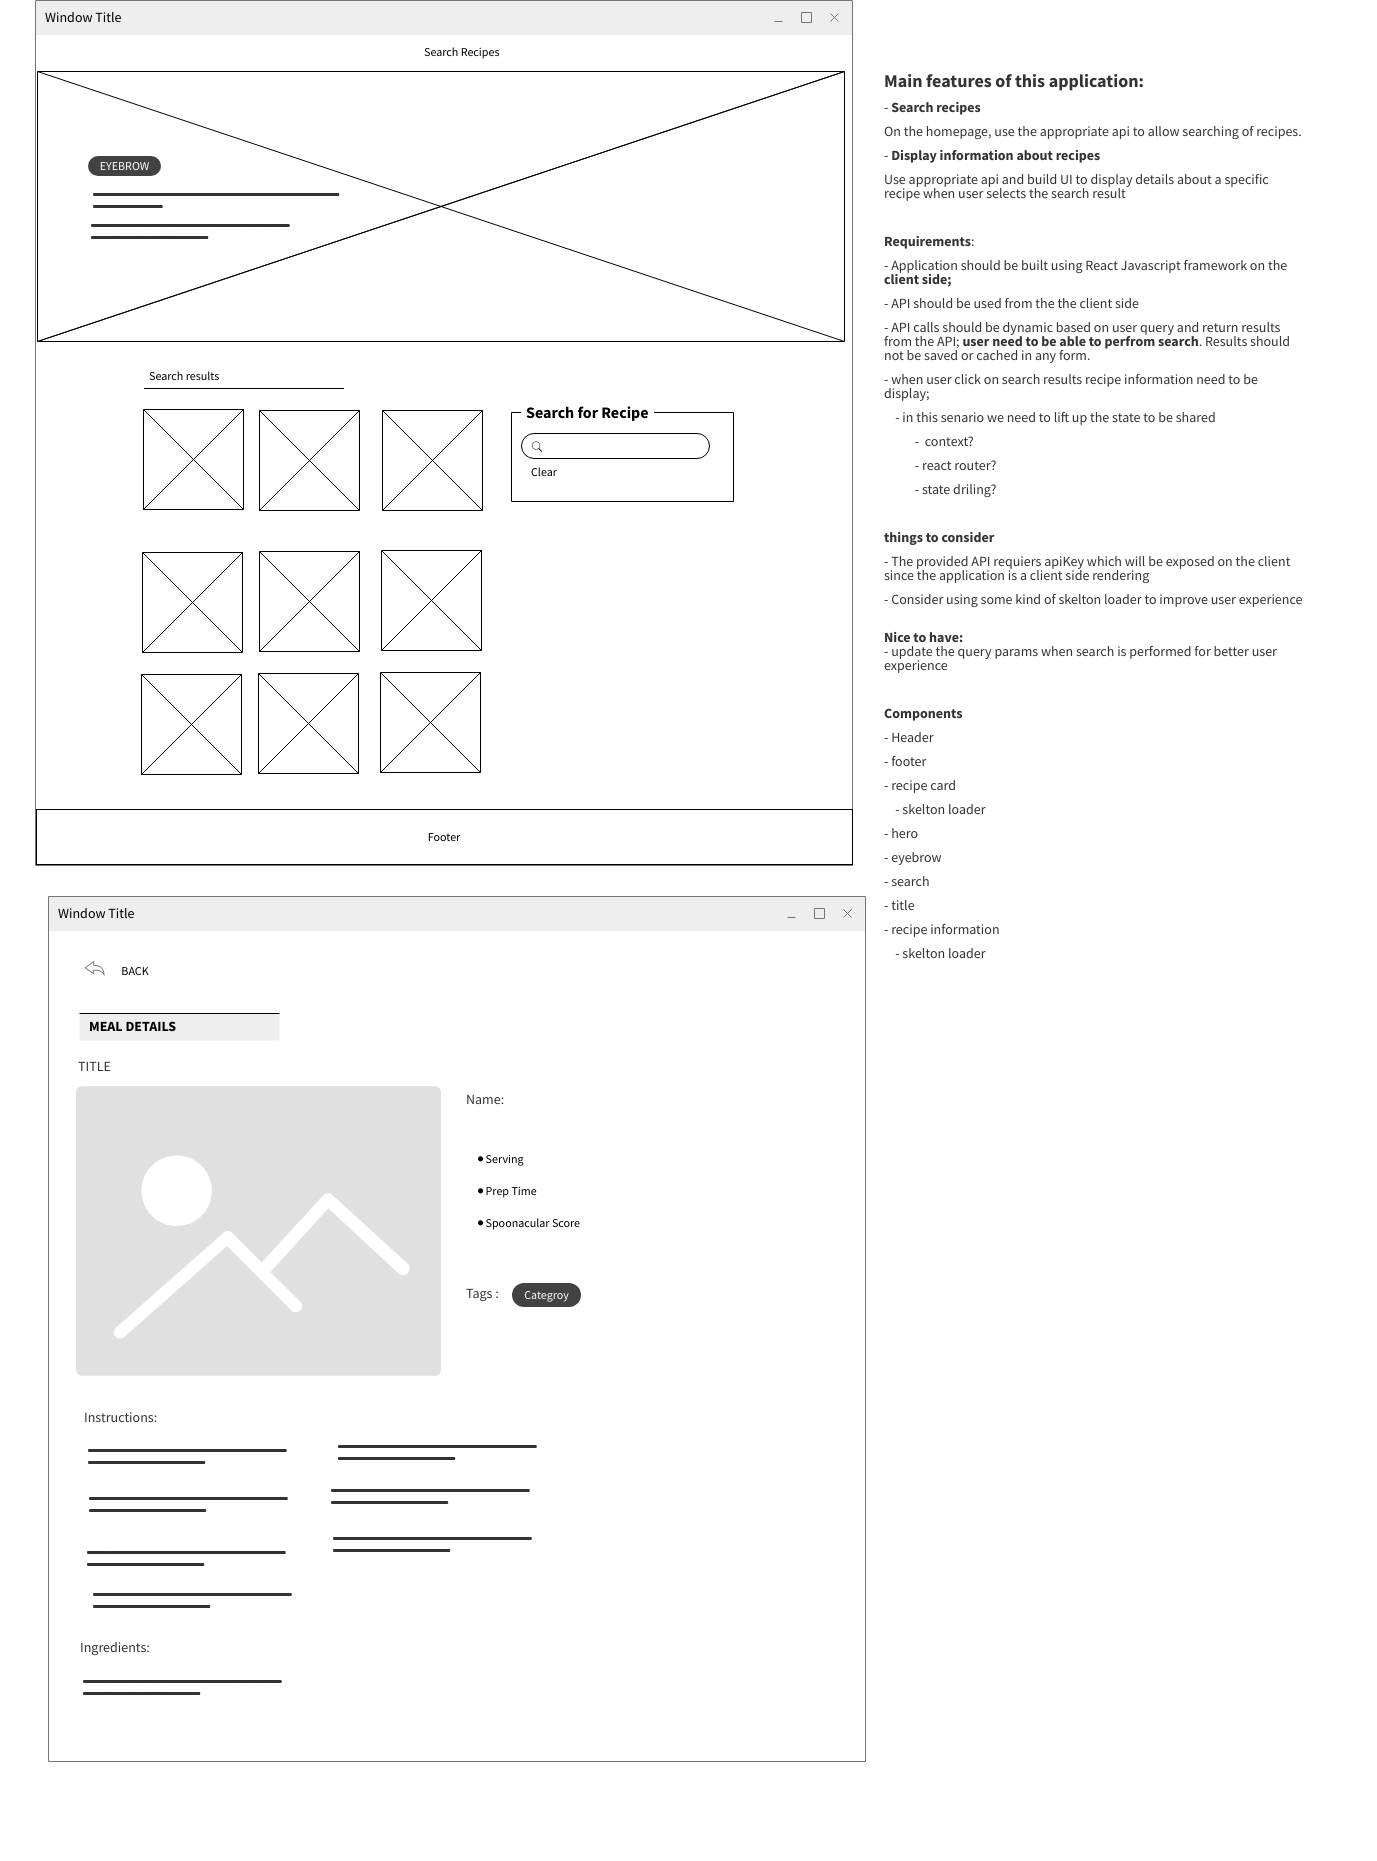 Window Title
Search Recipes
EYEBROW
Search results
Search for Recipe
Clear
Footer
Window Title
BACK
MEAL DETAILS
TITLE
Name:
Serving
Prep Time
Spoonacular Score
Tags :
Categroy
Instructions:
Ingredients:
Main features of this application:
- Search recipes
On the homepage, use the appropriate api to allow searching of recipes.
- Display information about recipes
Use appropriate api and build UI to display details about a specific
recipe when user selects the search result
Requirements:
- Application should be built using React Javascript framework on the
client side;
- API should be used from the the client side
- API calls should be dynamic based on user query and return results
from the API; user need to be able to perfrom search. Results should
not be saved or cached in any form.
- when user click on search results recipe information need to be
display;
- in this senario we need to lift up the state to be shared
- context?
- react router?
- state driling?
things to consider
- The provided API requiers apiKey which will be exposed on the client
since the application is a client side rendering
- Consider using some kind of skelton loader to improve user experience
Nice to have:
- update the query params when search is performed for better user
experience
Components
- Header
- footer
- recipe card
- skelton loader
- hero
- eyebrow
- search
- title
- recipe information
- skelton loader